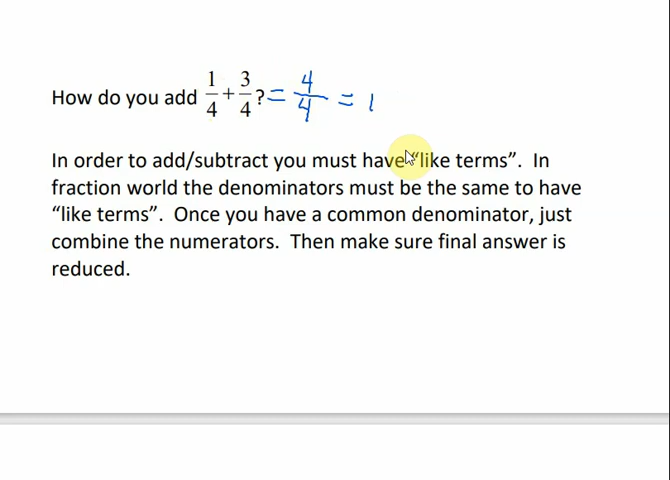 How do you add 1/4 + 3/4 ? = 4/4 = 1
In order to add/subtract you must have “like terms”. In
fraction world the denominators must be the same to have
“like terms”. Once you have a common denominator, just
combine the numerators. Then make sure final answer is
reduced.